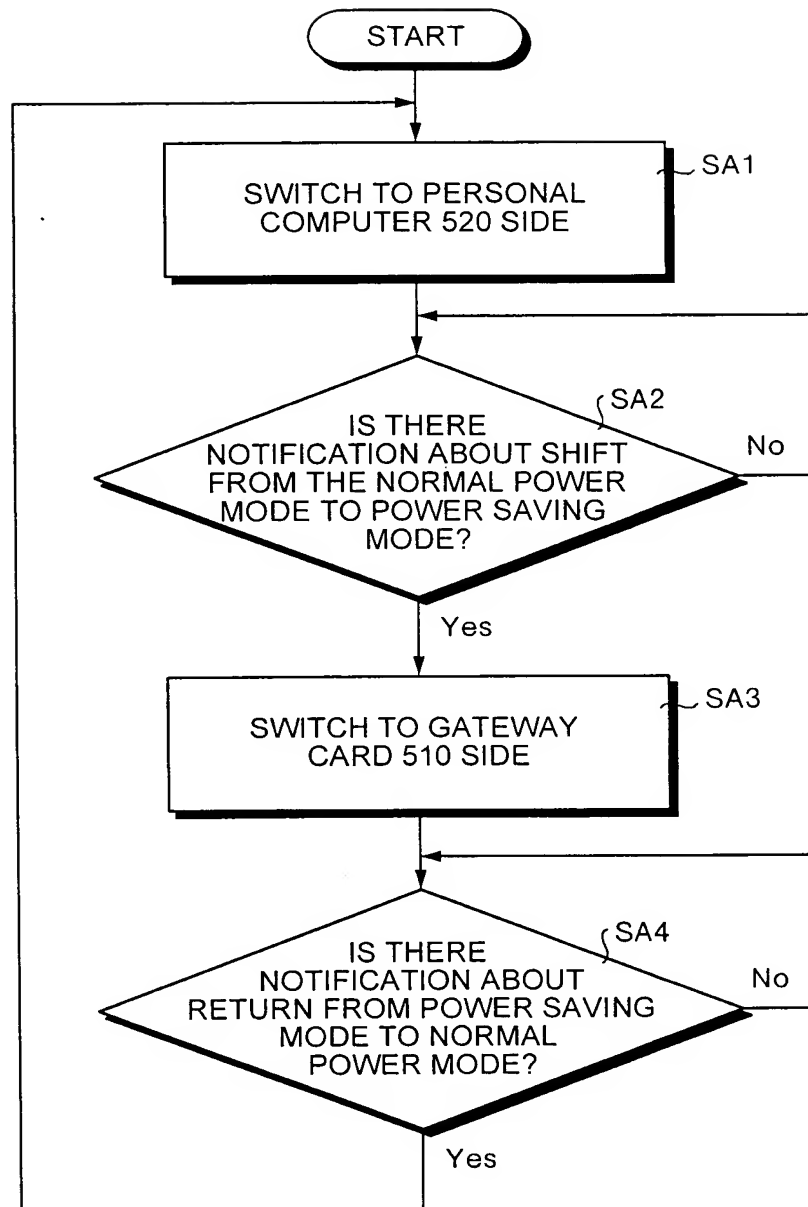 START
SWITCH TO PERSONAL
COMPUTER 520 SIDE
SA1
IS THERE
NOTIFICATION ABOUT SHIFT
FROM THE NORMAL POWER
MODE TO POWER SAVING
MODE?
SA2
No
Yes
SWITCH TO GATEWAY
CARD 510 SIDE
SA3
IS THERE
NOTIFICATION ABOUT
RETURN FROM POWER SAVING
MODE TO NORMAL
POWER MODE?
SA4
No
Yes